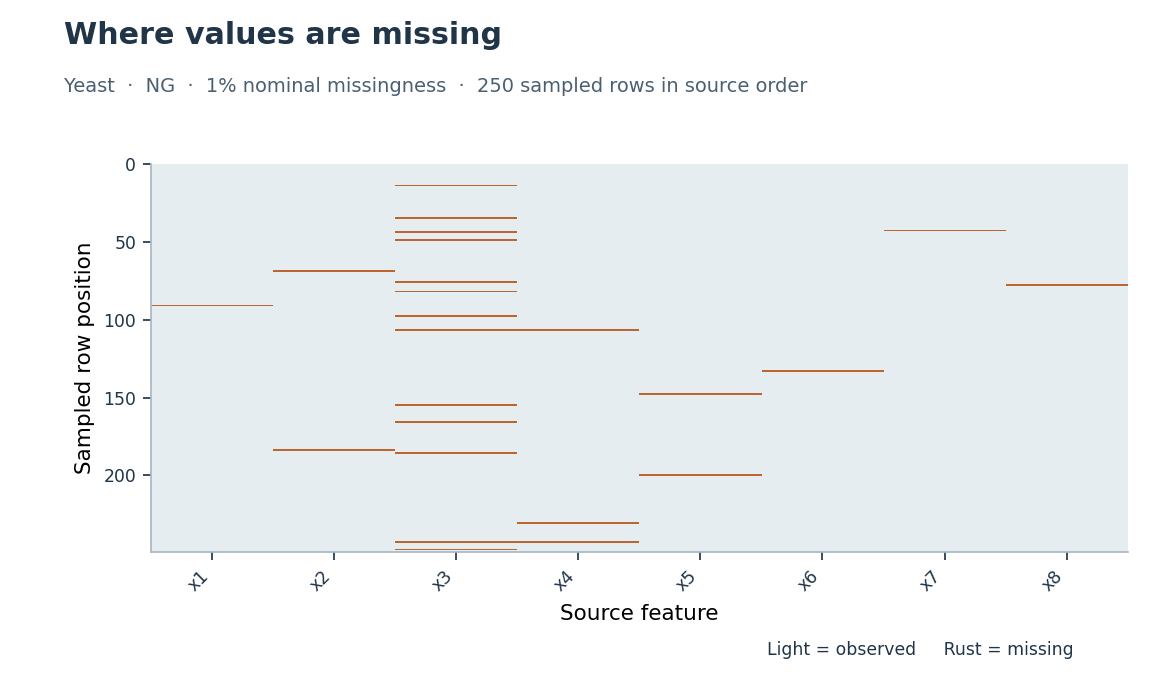 Where values are missing
Yeast · NG · 1% nominal missingness · 250 sampled rows in source order
0
50
100
150
200
Sampled row position
x1 x2 x3 x4 x5 x6 x7 x8
Source feature
Light = observed Rust = missing